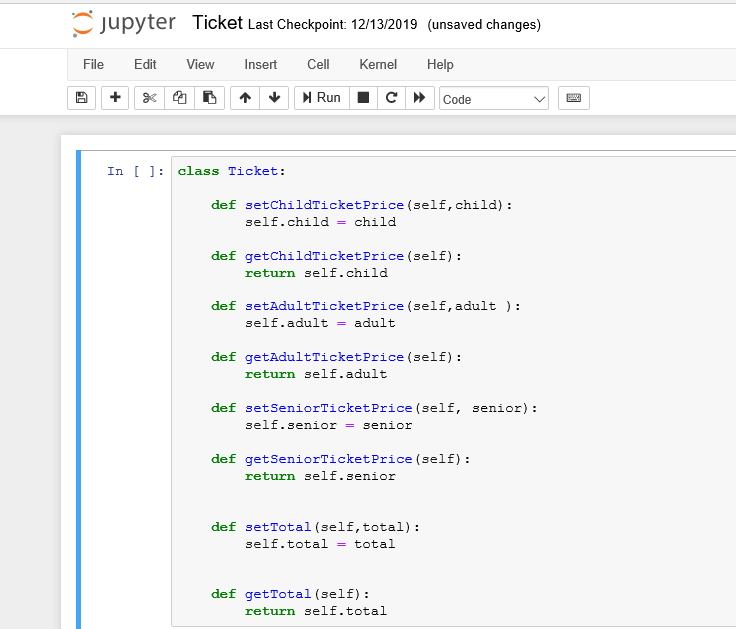 jupyter Ticket Last Checkpoint: 12/13/2019 (unsaved changes)
File Edit View Insert Cell Kernel Help
Run Code
In [ ]: class Ticket:
    def setChildTicketPrice(self,child):
        self.child = child
    def getChildTicketPrice(self):
        return self.child
    def setAdultTicketPrice(self,adult ):
        self.adult = adult
    def getAdultTicketPrice(self):
        return self.adult
    def setSeniorTicketPrice(self, senior):
        self.senior = senior
    def getSeniorTicketPrice(self):
        return self.senior
    def setTotal(self,total):
        self.total = total
    def getTotal(self):
        return self.total